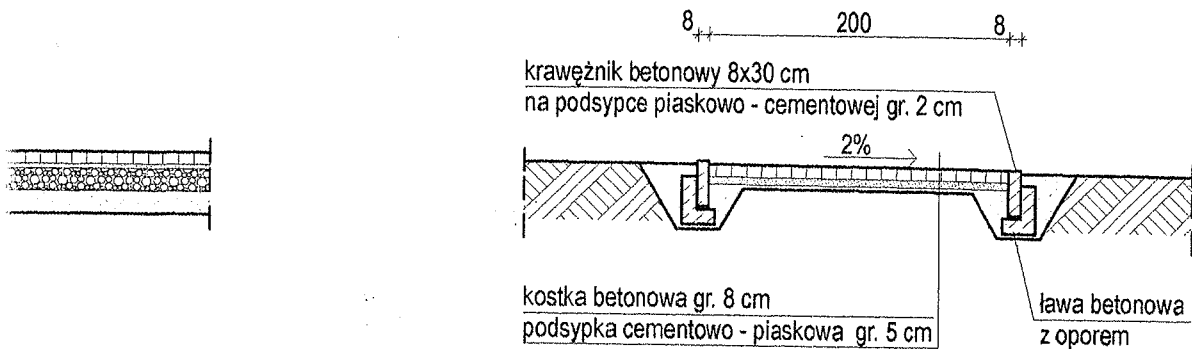 8 200 8
krawężnik betonowy 8x30 cm
na podsypce piaskowo - cementowej gr. 2 cm
2%
kostka betonowa gr. 8 cm
podsypka cementowo - piaskowa gr. 5 cm
ława betonowa
z oporem